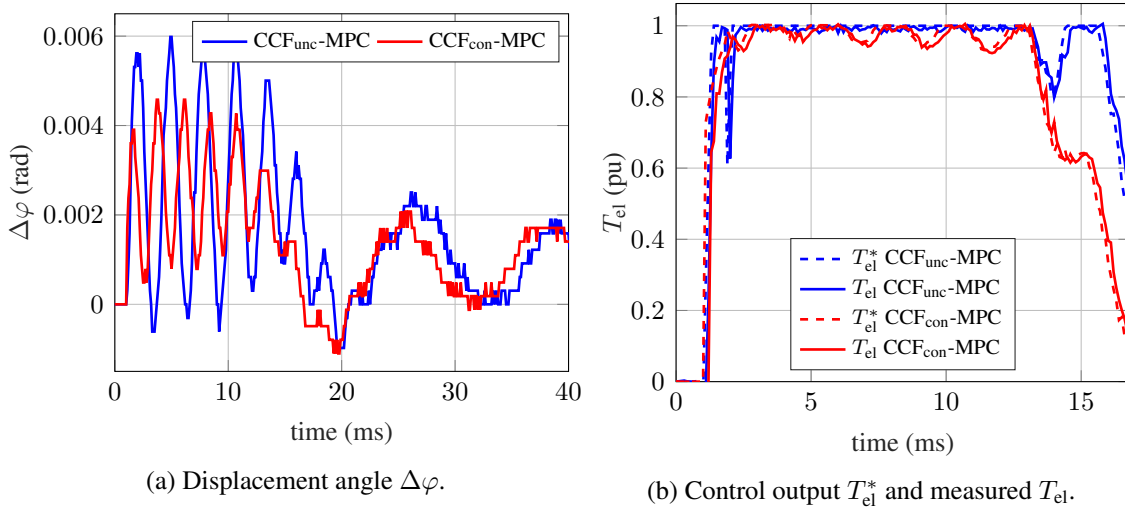 0.006
0.004
0.002
0
Δφ (rad)
CCFunc-MPC
CCFcon-MPC
0 10 20 30 40
time (ms)
(a) Displacement angle Δφ.
1
0.8
0.6
0.4
0.2
0
Tel (pu)
T*el CCFunc-MPC
Tel CCFunc-MPC
T*el CCFcon-MPC
Tel CCFcon-MPC
0 5 10 15
time (ms)
(b) Control output T*el and measured Tel.